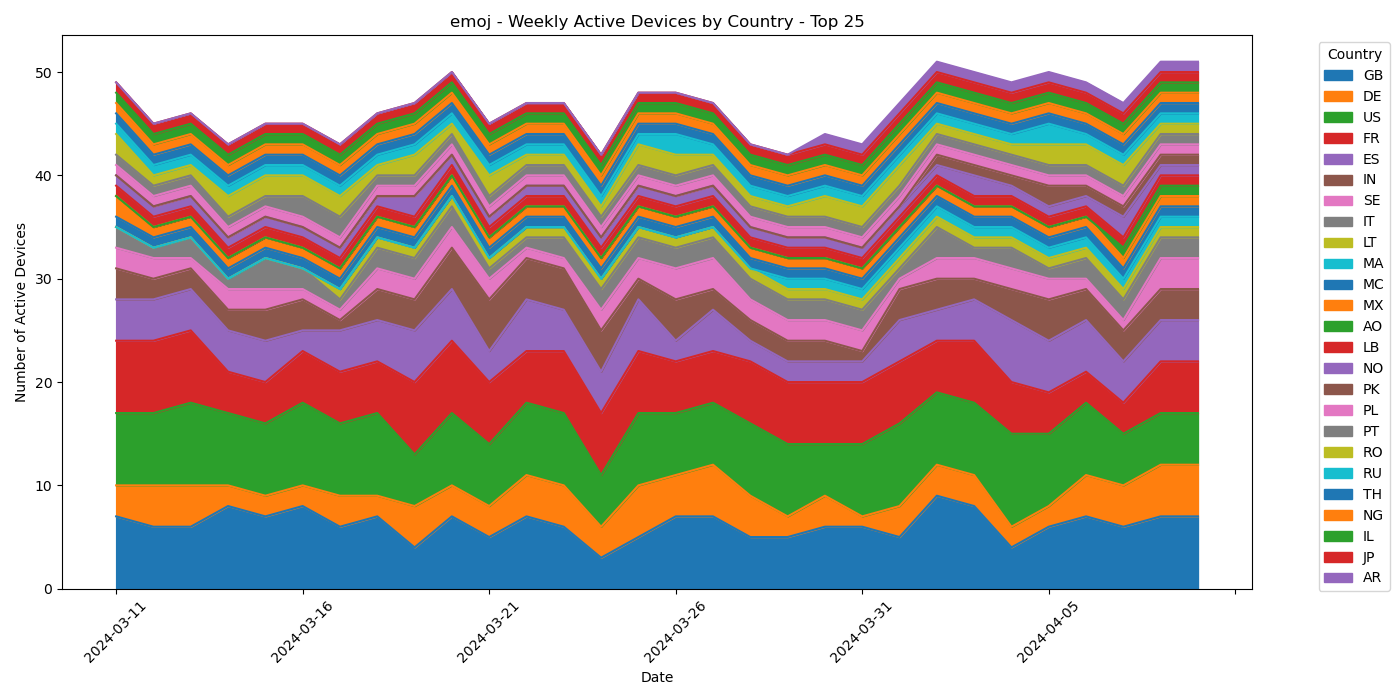 emoj - Weekly Active Devices by Country - Top 25
Number of Active Devices
50
40
30
20
10
0
2024-03-11
2024-03-16
2024-03-21
2024-03-26
2024-03-31
2024-04-05
Date
Country
GB
DE
US
FR
ES
IN
SE
IT
LT
MA
MC
MX
AO
LB
NO
PK
PL
PT
RO
RU
TH
NG
IL
JP
AR